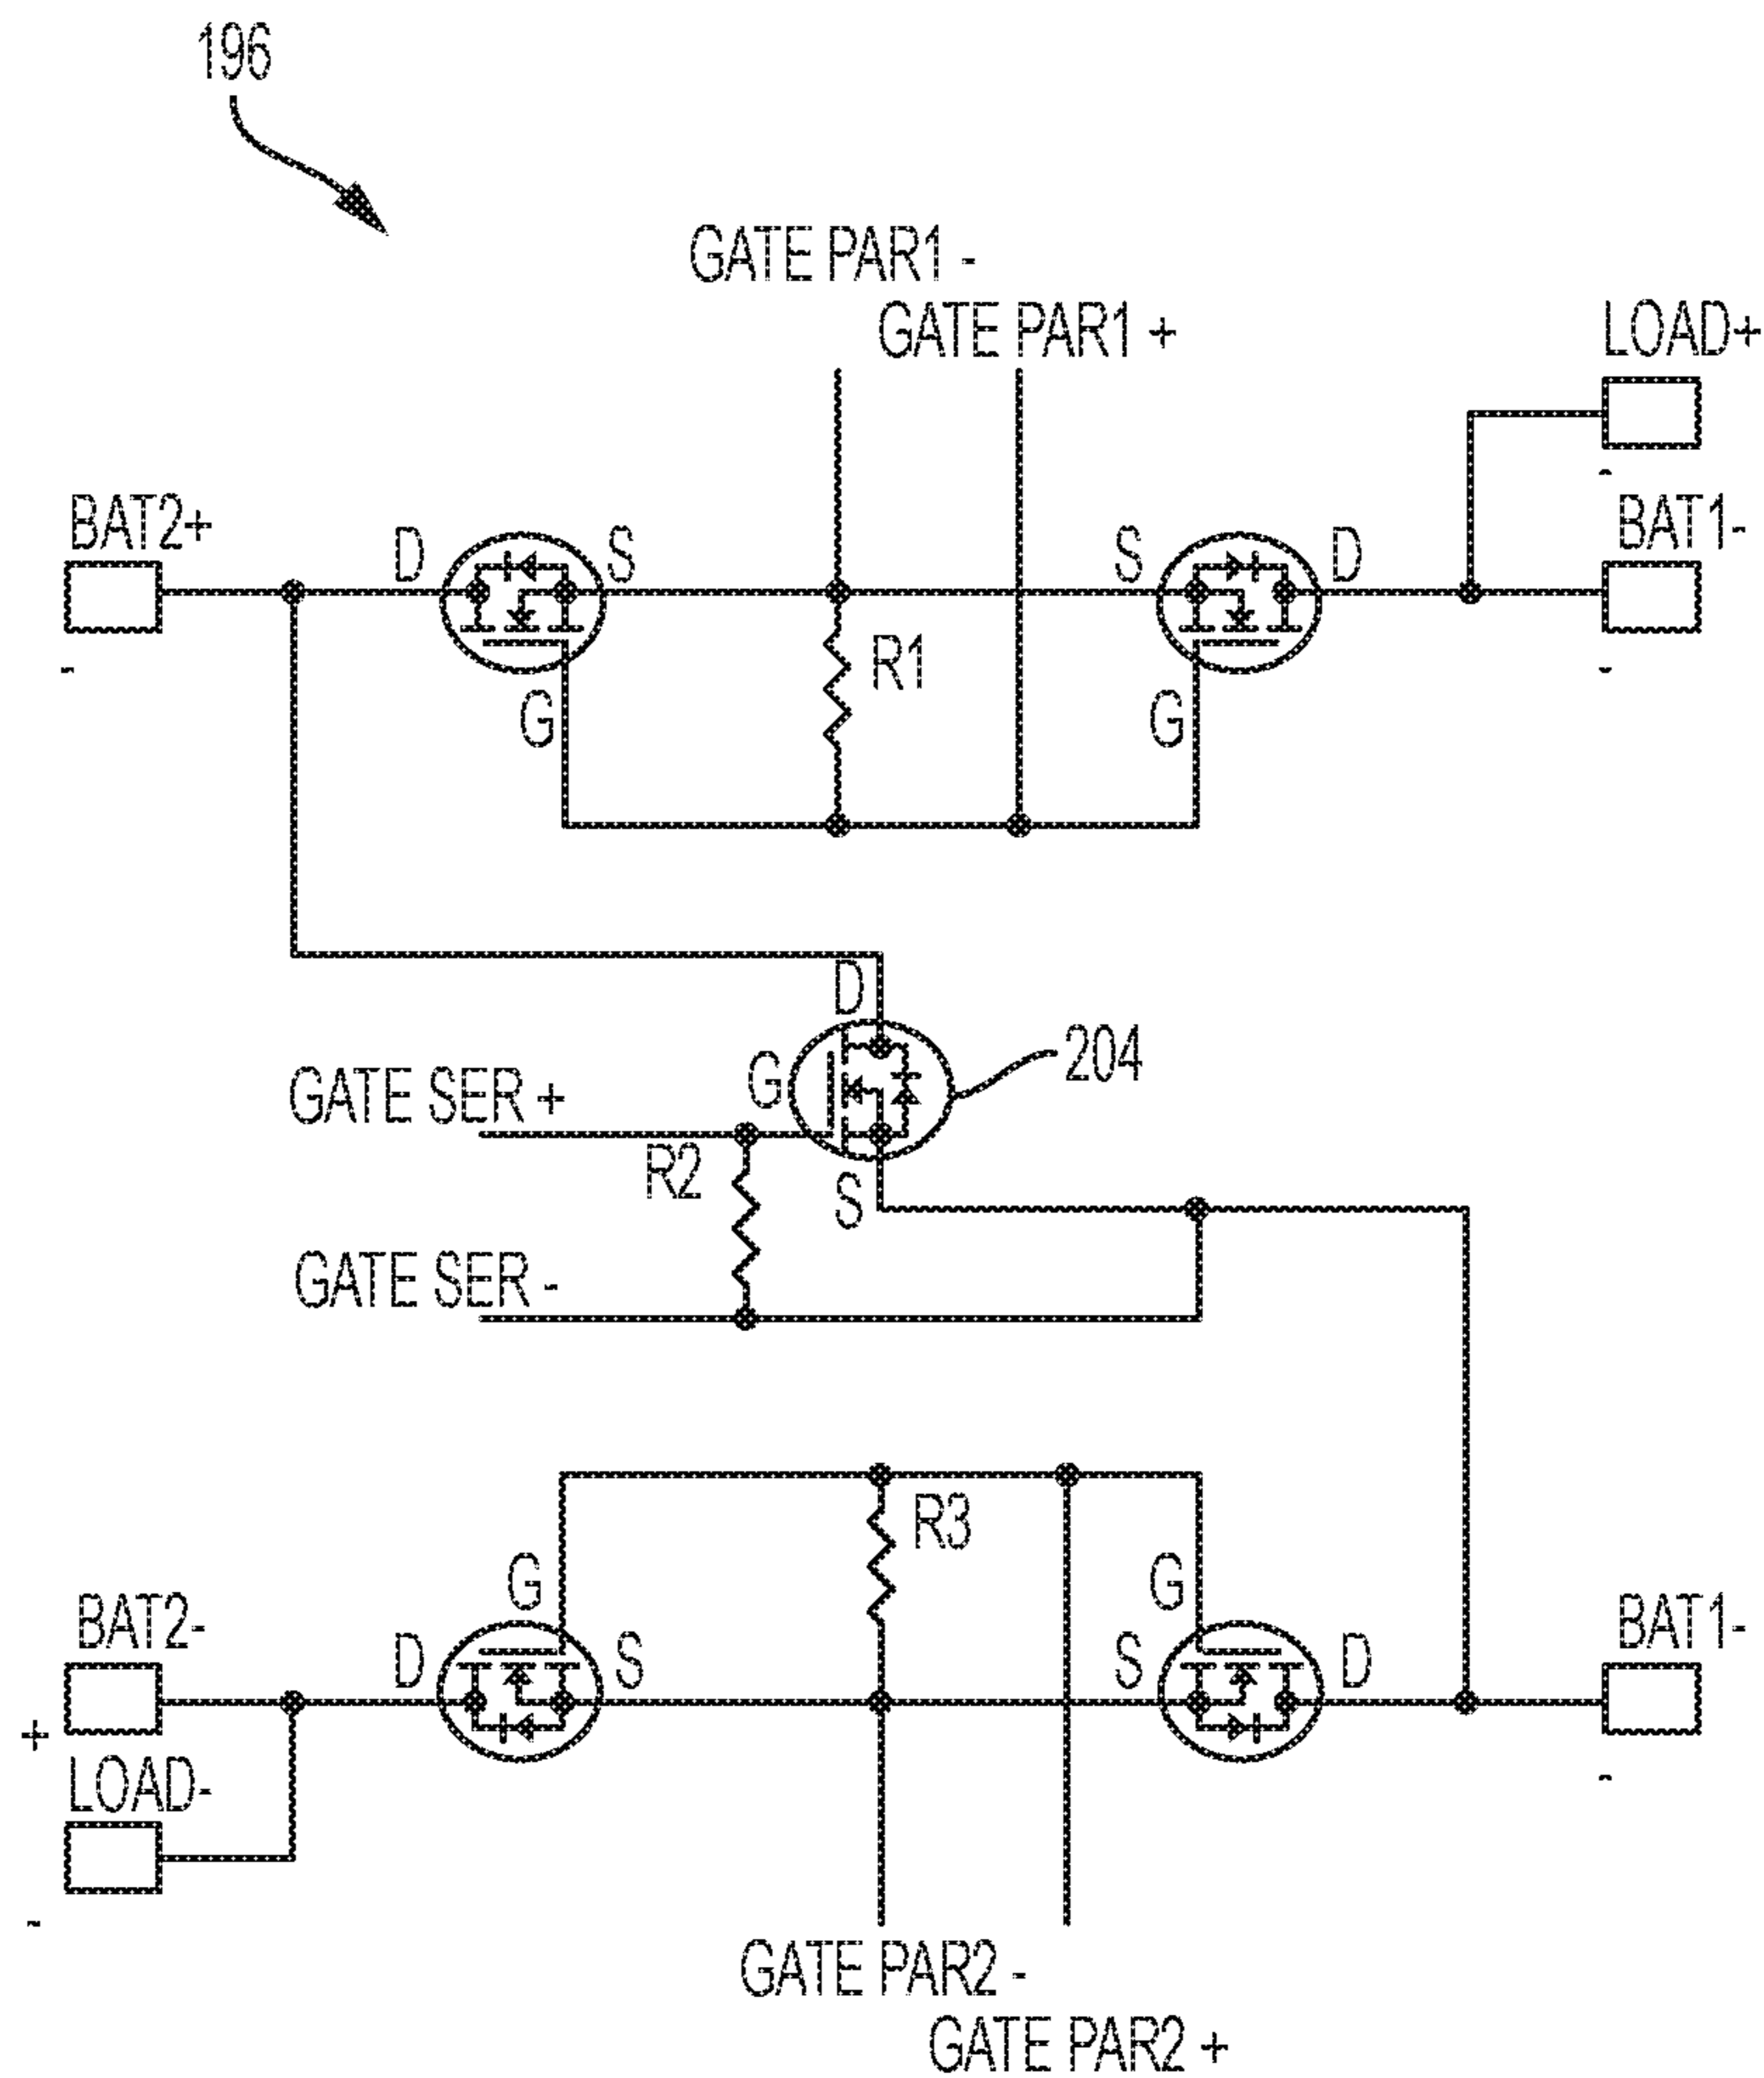 196
GATE PAR1 -
GATE PAR1 +
LOAD+
-
BAT2+
D
S
S
D
BAT1-
-
R1
-
G
G
D
204
G
GATE SER +
R2
S
GATE SER -
R3
G
G
BAT2-
D
S
S
D
BAT1-
+
LOAD-
-
-
GATE PAR2 -
GATE PAR2 +